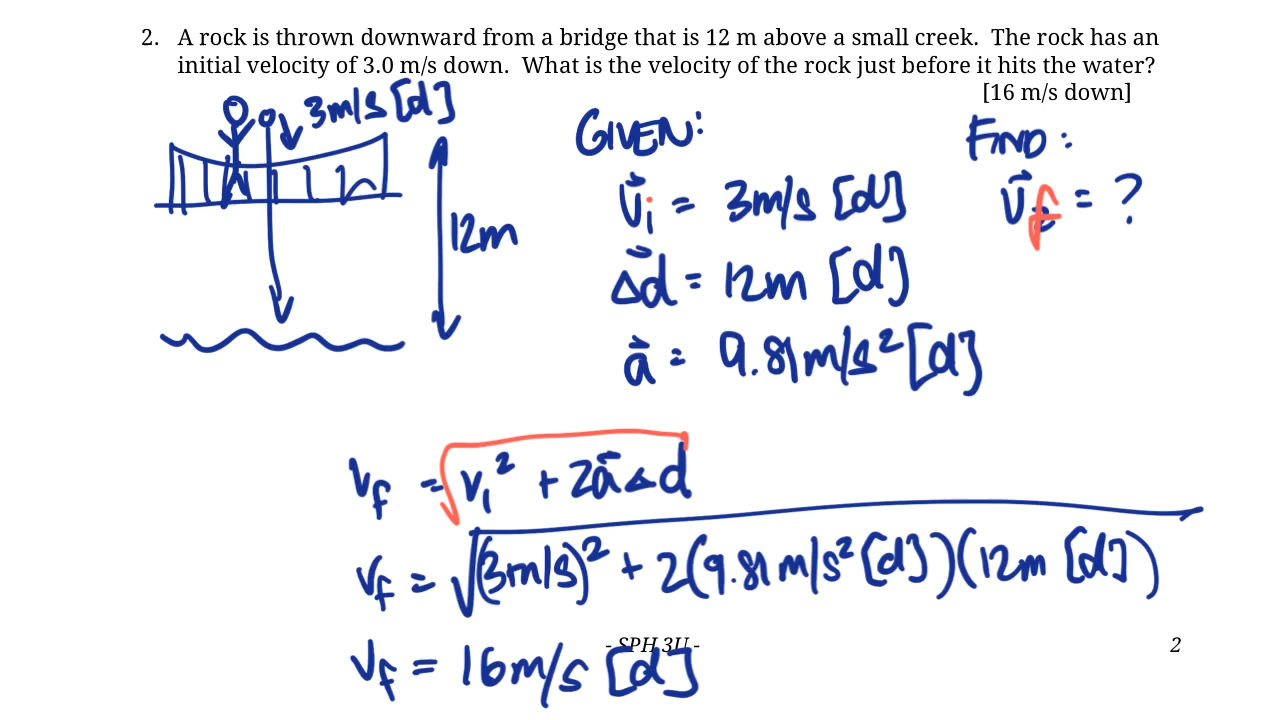 2. A rock is thrown downward from a bridge that is 12 m above a small creek. The rock has an
initial velocity of 3.0 m/s down. What is the velocity of the rock just before it hits the water?
[16 m/s down]
3m/s [d]
12m
GIVEN:
v⃗i = 3m/s [d]
Δd⃗ = 12m [d]
a⃗ = 9.81m/s² [d]
FIND:
v⃗f = ?
vf = √(vi² + 2a⃗Δd)
vf = √((3m/s)² + 2(9.81m/s² [d])(12m [d]))
vf = 16m/s [d]
- SPH 3U -
2